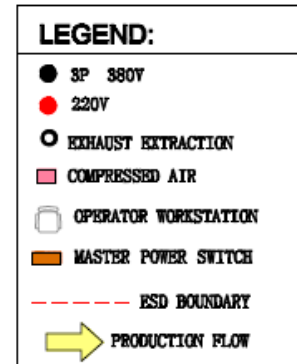 LEGEND:
3P 380V
220V
EXHAUST EXTRACTION
COMPRESSED AIR
OPERATOR WORKSTATION
MASTER POWER SWITCH
ESD BOUNDARY
PRODUCTION FLOW